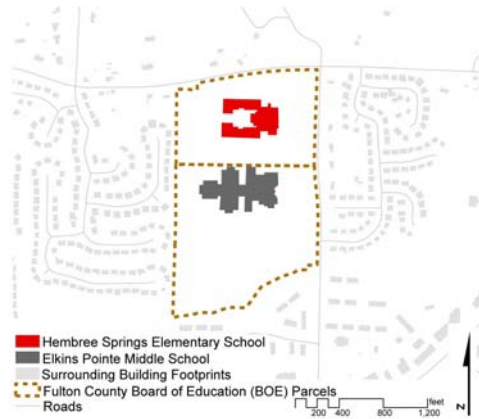 Hembree Springs Elementary School
Elkins Pointe Middle School
Surrounding Building Footprints
Fulton County Board of Education (BOE) Parcels
Roads
feet
200 400 800 1,200
N